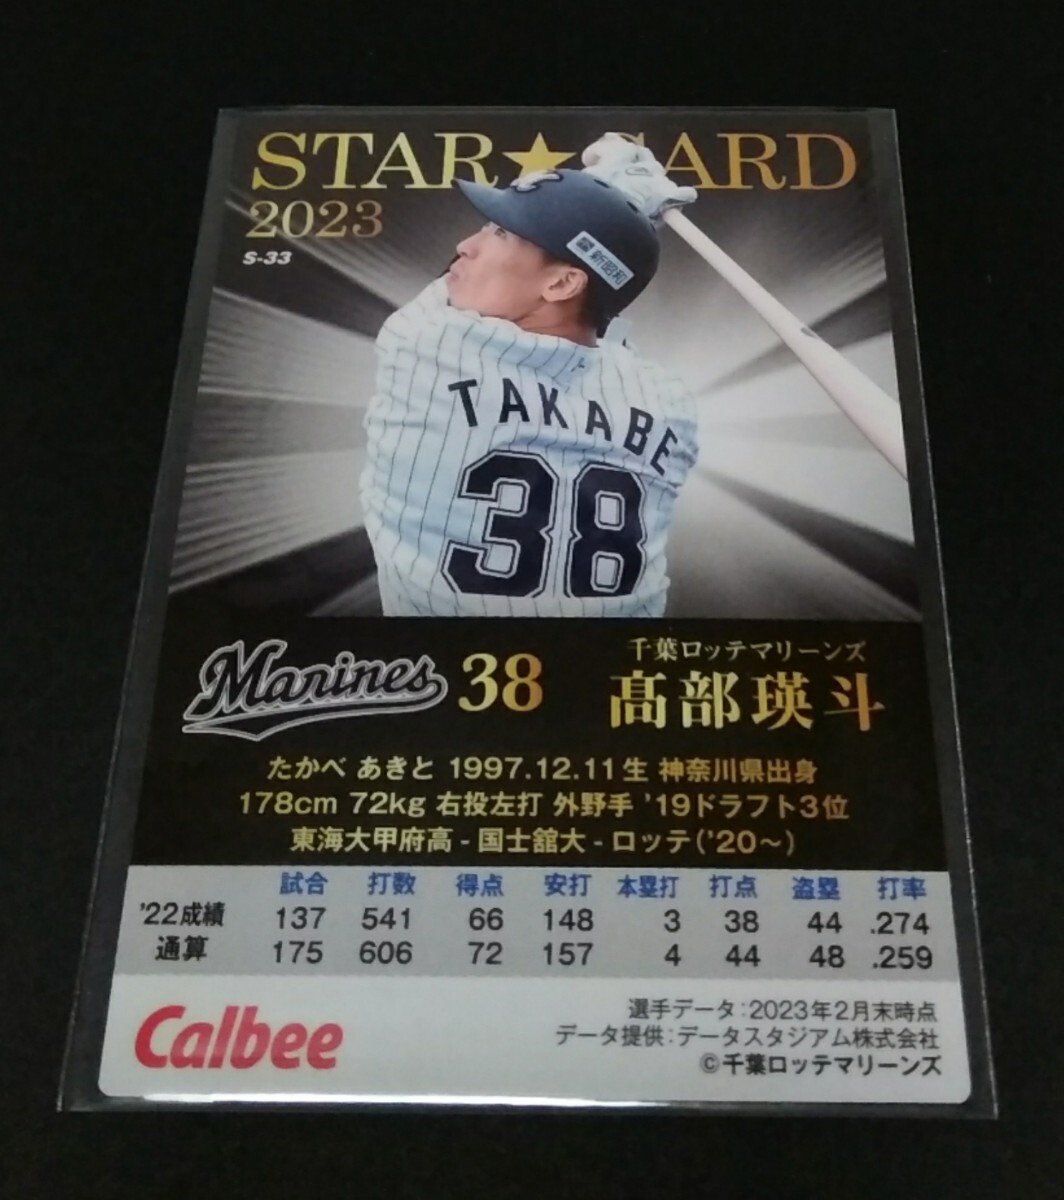 STAR★CARD
2023
S-33
新昭和
TAKABE
38
Marines 38 千葉ロッテマリーンズ
髙部瑛斗
たかべ あきと 1997.12.11生 神奈川県出身
178cm 72kg 右投左打 外野手 '19ドラフト3位
東海大甲府高 - 国士舘大 - ロッテ('20～)
試合 打数 得点 安打 本塁打 打点 盗塁 打率
'22成績 137 541 66 148 3 38 44 .274
通算 175 606 72 157 4 44 48 .259
Calbee
選手データ:2023年2月末時点
データ提供:データスタジアム株式会社
©千葉ロッテマリーンズ